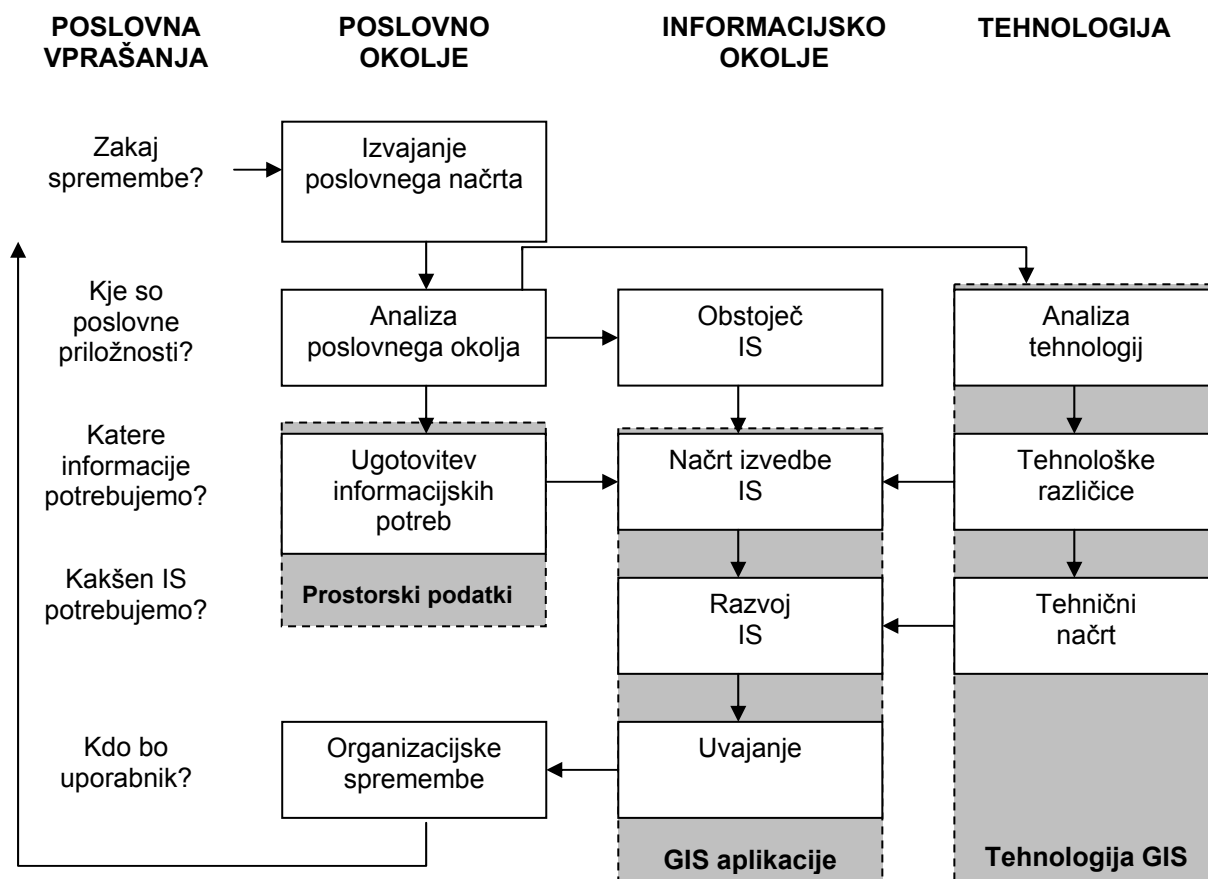 POSLOVNA
VPRAŠANJA
POSLOVNO
OKOLJE
INFORMACIJSKO
OKOLJE
TEHNOLOGIJA
Zakaj
spremembe?
Izvajanje
poslovnega načrta
Kje so
poslovne
priložnosti?
Analiza
poslovnega okolja
Obstoječ
IS
Analiza
tehnologij
Katere
informacije
potrebujemo?
Ugotovitev
informacijskih
potreb
Načrt izvedbe
IS
Tehnološke
različice
Kakšen IS
potrebujemo?
Prostorski podatki
Razvoj
IS
Tehnični
načrt
Kdo bo
uporabnik?
Organizacijske
spremembe
Uvajanje
GIS aplikacije
Tehnologija GIS